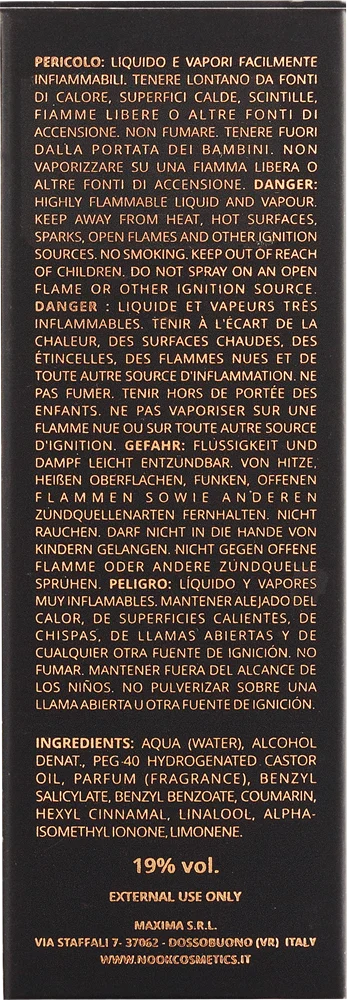 PERICOLO: LIQUIDO E VAPORI FACILMENTE
INFIAMMABILI. TENERE LONTANO DA FONTI
DI CALORE, SUPERFICI CALDE, SCINTILLE,
FIAMME LIBERE O ALTRE FONTI DI
ACCENSIONE. NON FUMARE. TENERE FUORI
DALLA PORTATA DEI BAMBINI. NON
VAPORIZZARE SU UNA FIAMMA LIBERA O
ALTRE FONTI DI ACCENSIONE. DANGER:
HIGHLY FLAMMABLE LIQUID AND VAPOUR.
KEEP AWAY FROM HEAT, HOT SURFACES,
SPARKS, OPEN FLAMES AND OTHER IGNITION
SOURCES. NO SMOKING. KEEP OUT OF REACH
OF CHILDREN. DO NOT SPRAY ON AN OPEN
FLAME OR OTHER IGNITION SOURCE.
DANGER : LIQUIDE ET VAPEURS TRÈS
INFLAMMABLES. TENIR À L'ÉCART DE LA
CHALEUR, DES SURFACES CHAUDES, DES
ÉTINCELLES, DES FLAMMES NUES ET DE
TOUTE AUTRE SOURCE D'INFLAMMATION. NE
PAS FUMER. TENIR HORS DE PORTÉE DES
ENFANTS. NE PAS VAPORISER SUR UNE
FLAMME NUE OU SUR TOUTE AUTRE SOURCE
D'IGNITION. GEFAHR: FLÜSSIGKEIT UND
DAMPF LEICHT ENTZÜNDBAR. VON HITZE,
HEIßEN OBERFLACHEN, FUNKEN, OFFENEN
FLAMMEN SOWIE ANDEREN
ZÜNDQUELLENARTEN FERNHALTEN. NICHT
RAUCHEN. DARF NICHT IN DIE HANDE VON
KINDERN GELANGEN. NICHT GEGEN OFFENE
FLAMME ODER ANDERE ZÜNDQUELLE
SPRÜHEN. PELIGRO: LÍQUIDO Y VAPORES
MUY INFLAMABLES. MANTENER ALEJADO DEL
CALOR, DE SUPERFICIES CALIENTES, DE
CHISPAS, DE LLAMAS ABIERTAS Y DE
CUALQUIER OTRA FUENTE DE IGNICIÓN. NO
FUMAR. MANTENER FUERA DEL ALCANCE DE
LOS NIÑOS. NO PULVERIZAR SOBRE UNA
LLAMA ABIERTA U OTRA FUENTE DE IGNICIÓN.
INGREDIENTS: AQUA (WATER), ALCOHOL
DENAT., PEG-40 HYDROGENATED CASTOR
OIL, PARFUM (FRAGRANCE), BENZYL
SALICYLATE, BENZYL BENZOATE, COUMARIN,
HEXYL CINNAMAL, LINALOOL, ALPHA-
ISOMETHYL IONONE, LIMONENE.
19% vol.
EXTERNAL USE ONLY
MAXIMA S.R.L.
VIA STAFFALI 7- 37062 - DOSSOBUONO (VR) ITALY
WWW.NOOKCOSMETICS.IT